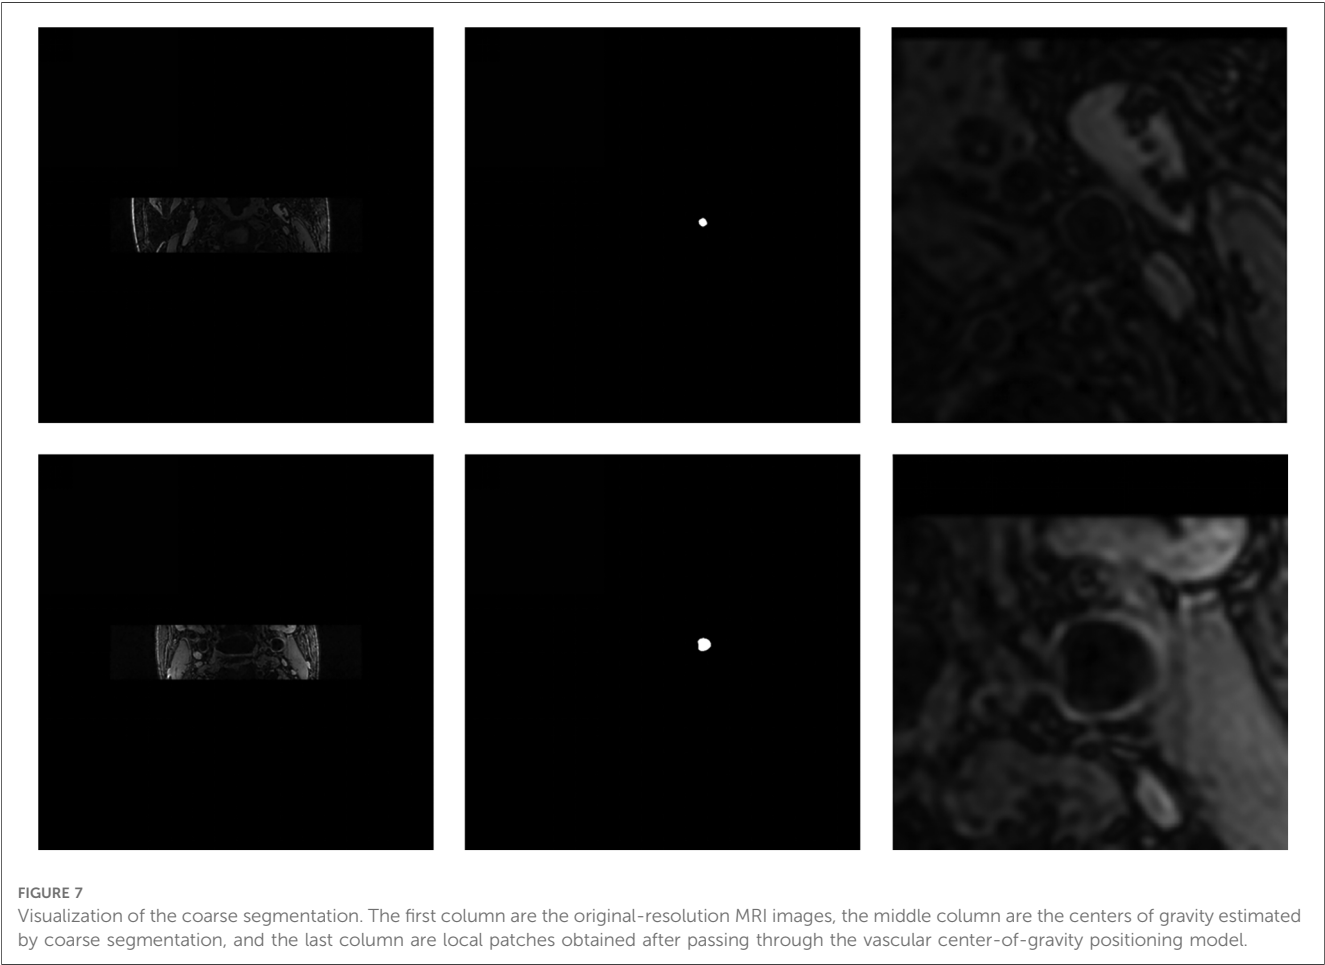 FIGURE 7
Visualization of the coarse segmentation. The first column are the original-resolution MRI images, the middle column are the centers of gravity estimated
by coarse segmentation, and the last column are local patches obtained after passing through the vascular center-of-gravity positioning model.